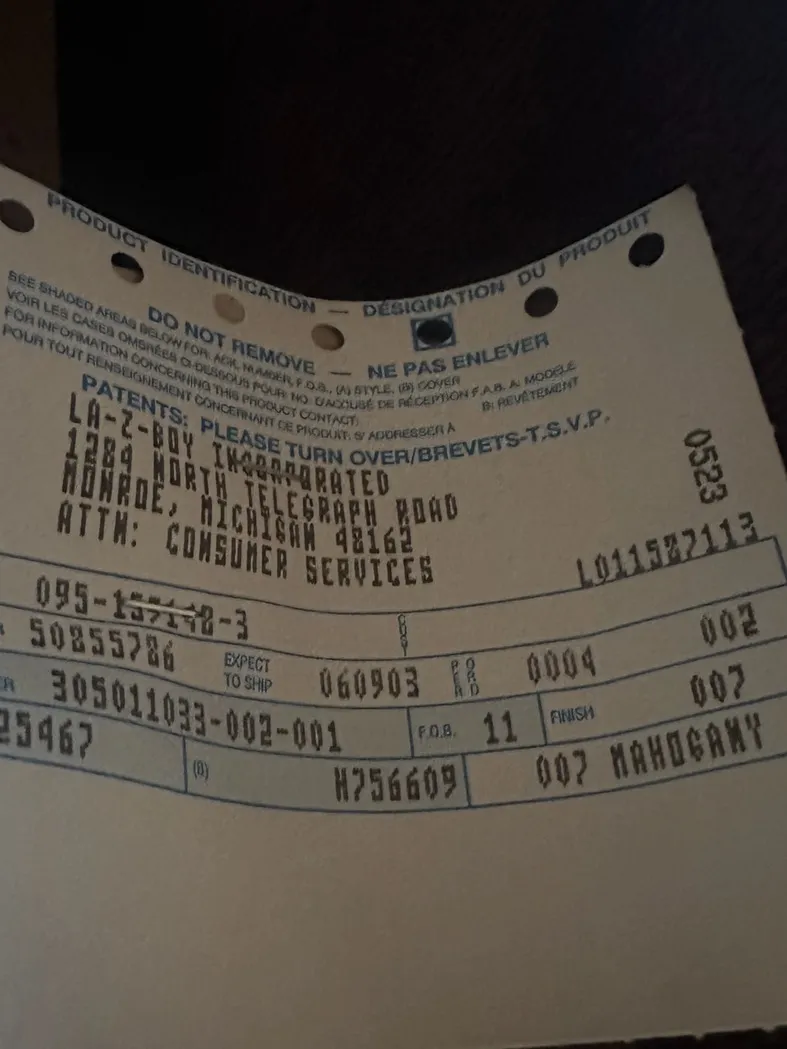 PRODUCT IDENTIFICATION — DÉSIGNATION DU PRODUIT
DO NOT REMOVE — NE PAS ENLEVER
SEE SHADED AREAS BELOW FOR: ACK. NUMBER, F.O.B., (A) STYLE, (B) COVER
VOIR LES CASES OMBRÉES CI-DESSOUS POUR: NO. D'ACCUSÉ DE RÉCEPTION F.A.B. A: MODÈLE
B: REVÊTEMENT
FOR INFORMATION CONCERNING THIS PRODUCT CONTACT:
POUR TOUT RENSEIGNEMENT CONCERNANT CE PRODUIT, S'ADDRESSER À
PATENTS: PLEASE TURN OVER/BREVETS-T.S.V.P.
LA-Z-BOY INCORPORATED
1284 NORTH TELEGRAPH ROAD
MONROE, MICHIGAN 48162
ATTN: CONSUMER SERVICES
0523
L011587113
095- -3
50855786 EXPECT TO SHIP 060903 0004 002
305011033-002-001 F.O.B. 11 FINISH 007
25467 (B) H756609 007 MAHOGANY